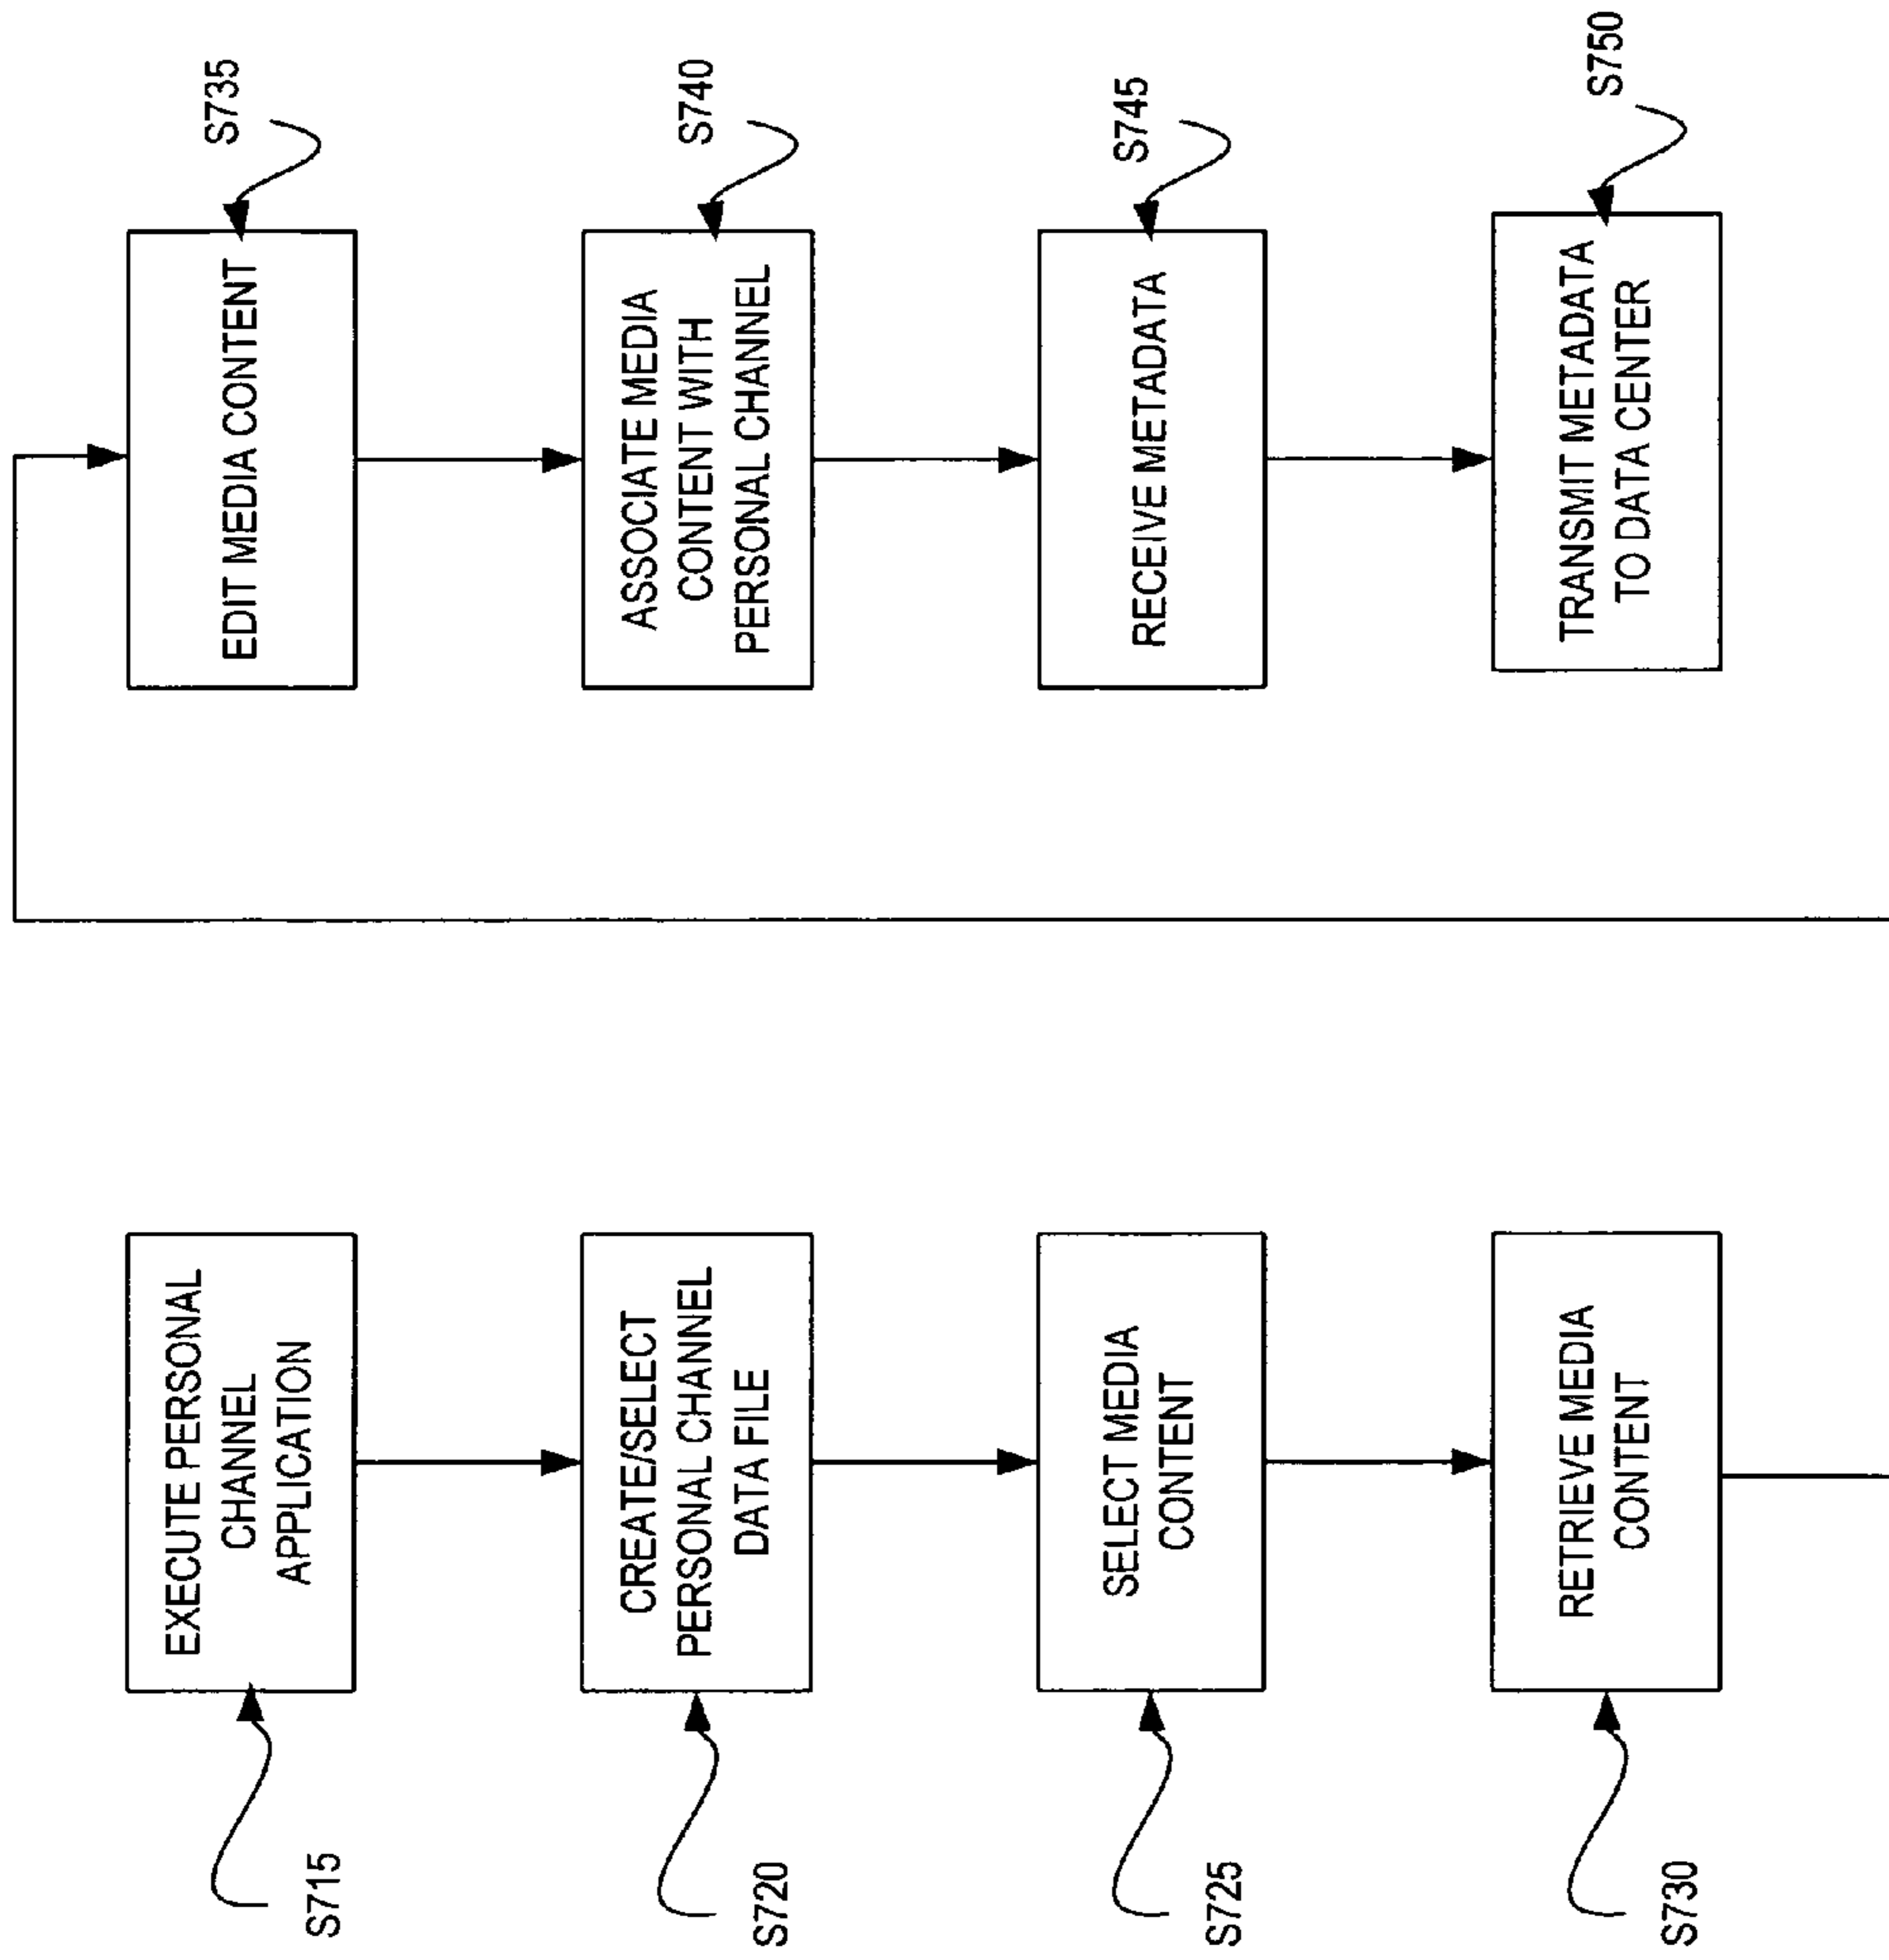 S715
EXECUTE PERSONAL
CHANNEL
APPLICATION
S720
CREATE/SELECT
PERSONAL CHANNEL
DATA FILE
S725
SELECT MEDIA
CONTENT
S730
RETRIEVE MEDIA
CONTENT
EDIT MEDIA CONTENT
S735
ASSOCIATE MEDIA
CONTENT WITH
PERSONAL CHANNEL
S740
RECEIVE METADATA
S745
TRANSMIT METADATA
TO DATA CENTER
S750